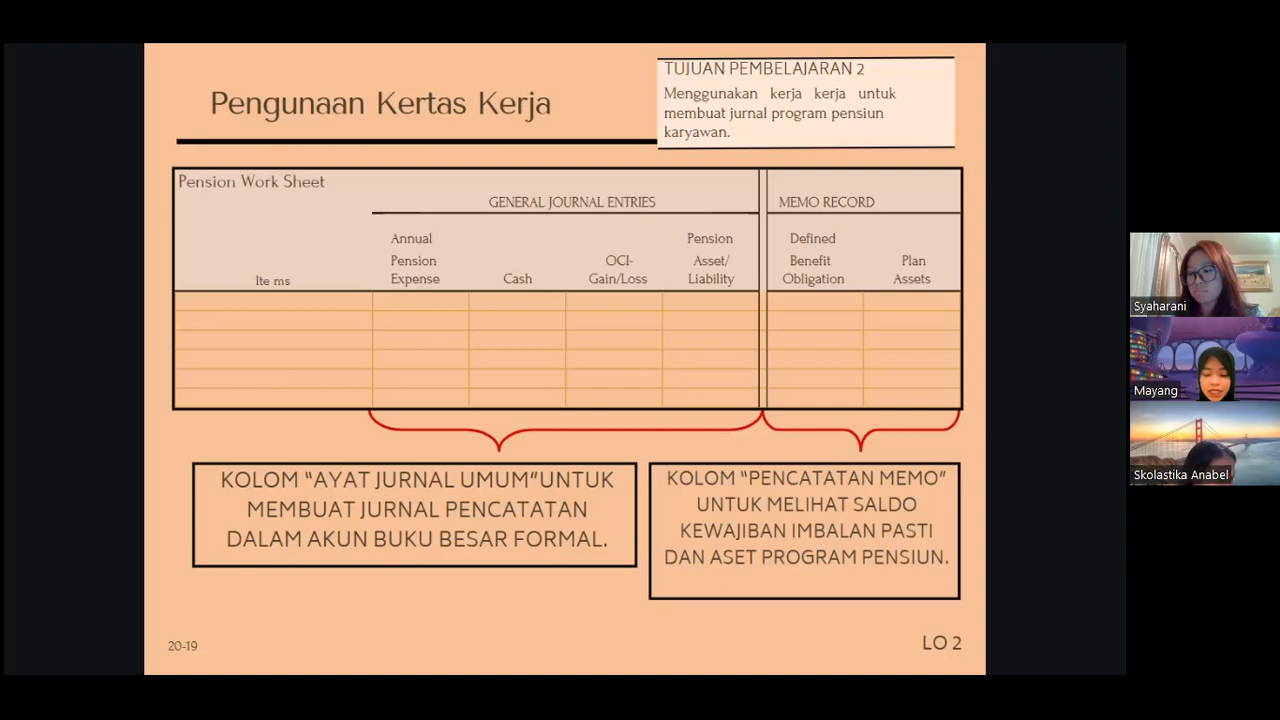 Pengunaan Kertas Kerja
TUJUAN PEMBELAJARAN 2
Menggunakan kerja kerja untuk
membuat jurnal program pensiun
karyawan.
Pension Work Sheet
GENERAL JOURNAL ENTRIES
MEMO RECORD
Ite ms
Annual
Pension
Expense
Cash
OCI-
Gain/Loss
Pension
Asset/
Liability
Defined
Benefit
Obligation
Plan
Assets
KOLOM “AYAT JURNAL UMUM”UNTUK
MEMBUAT JURNAL PENCATATAN
DALAM AKUN BUKU BESAR FORMAL.
KOLOM “PENCATATAN MEMO”
UNTUK MELIHAT SALDO
KEWAJIBAN IMBALAN PASTI
DAN ASET PROGRAM PENSIUN.
20-19
LO 2
Syaharani
Mayang
Skolastika Anabel